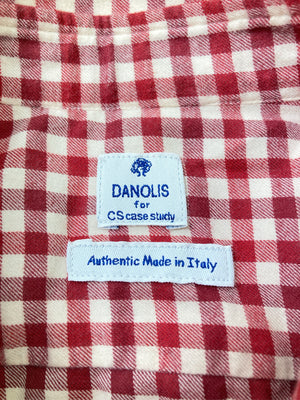 DANOLIS
for
CS case study
Authentic Made in Italy